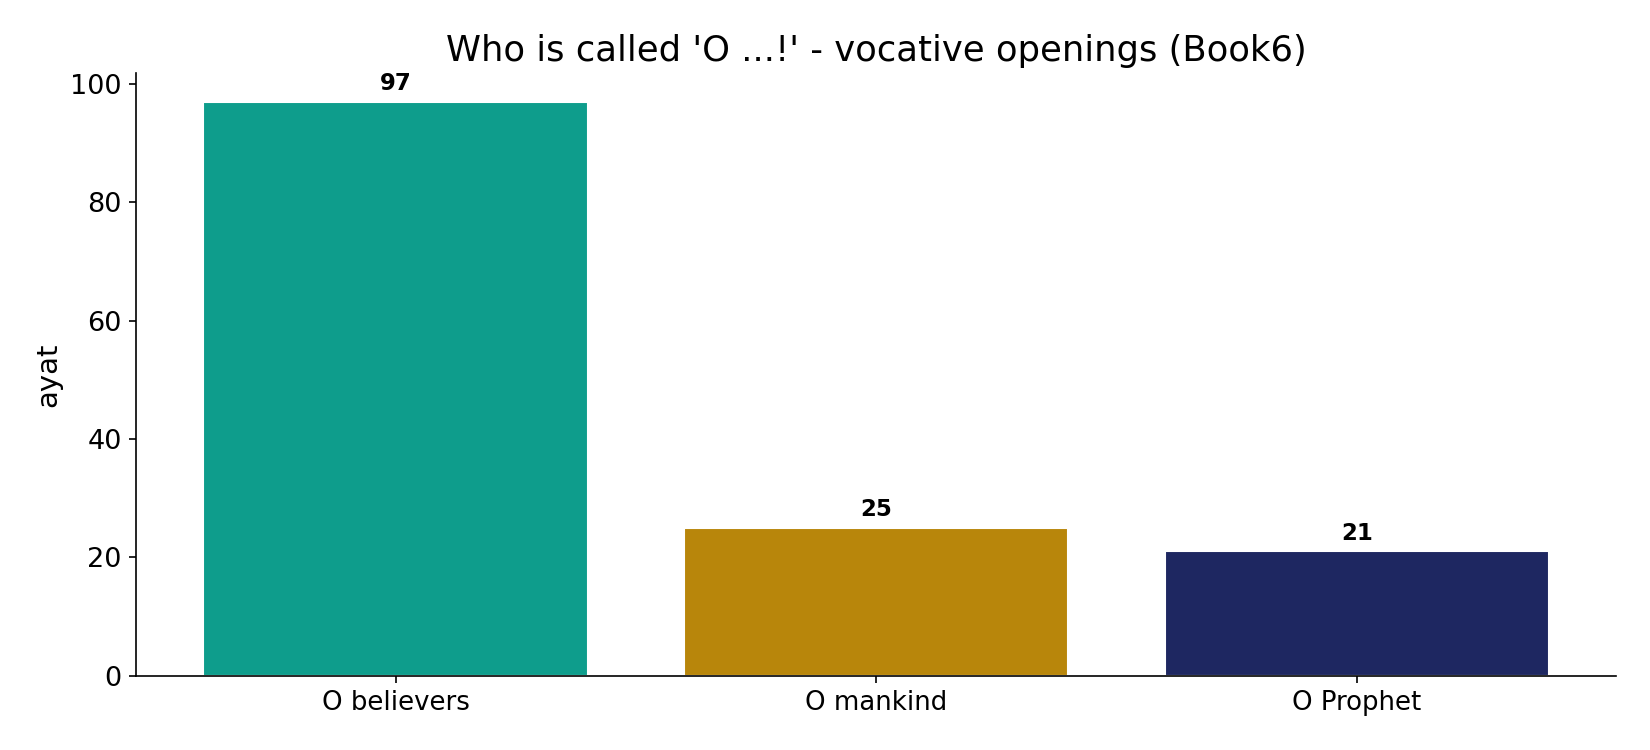 Who is called 'O ...!' - vocative openings (Book6)
97
25
21
100
80
60
40
20
0
ayat
O believers
O mankind
O Prophet